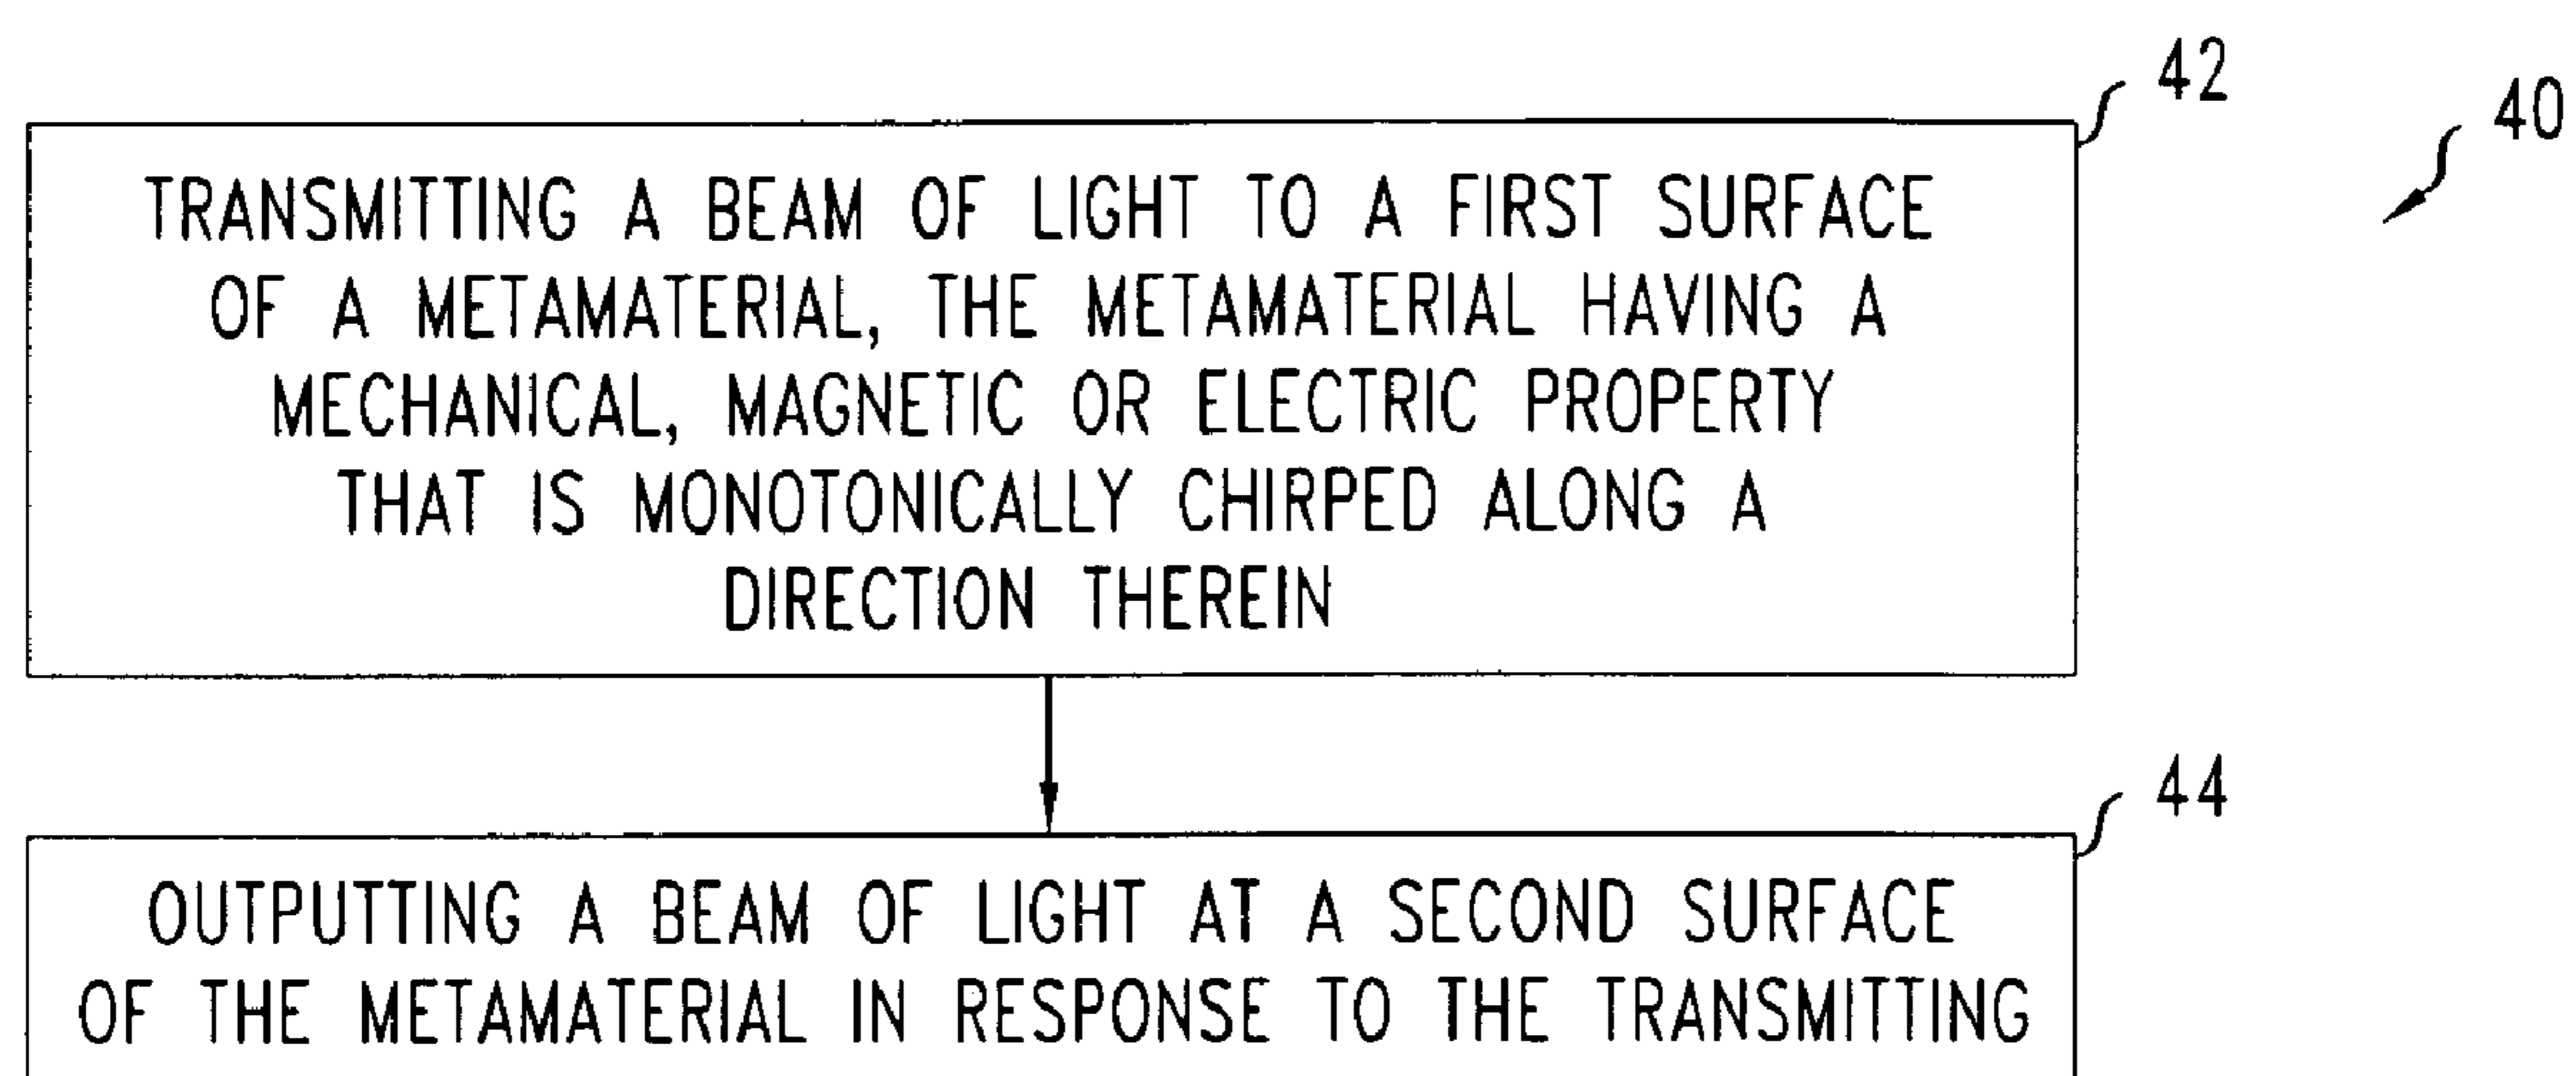 42
40
TRANSMITTING A BEAM OF LIGHT TO A FIRST SURFACE
OF A METAMATERIAL, THE METAMATERIAL HAVING A
MECHANICAL, MAGNETIC OR ELECTRIC PROPERTY
THAT IS MONOTONICALLY CHIRPED ALONG A
DIRECTION THEREIN
44
OUTPUTTING A BEAM OF LIGHT AT A SECOND SURFACE
OF THE METAMATERIAL IN RESPONSE TO THE TRANSMITTING